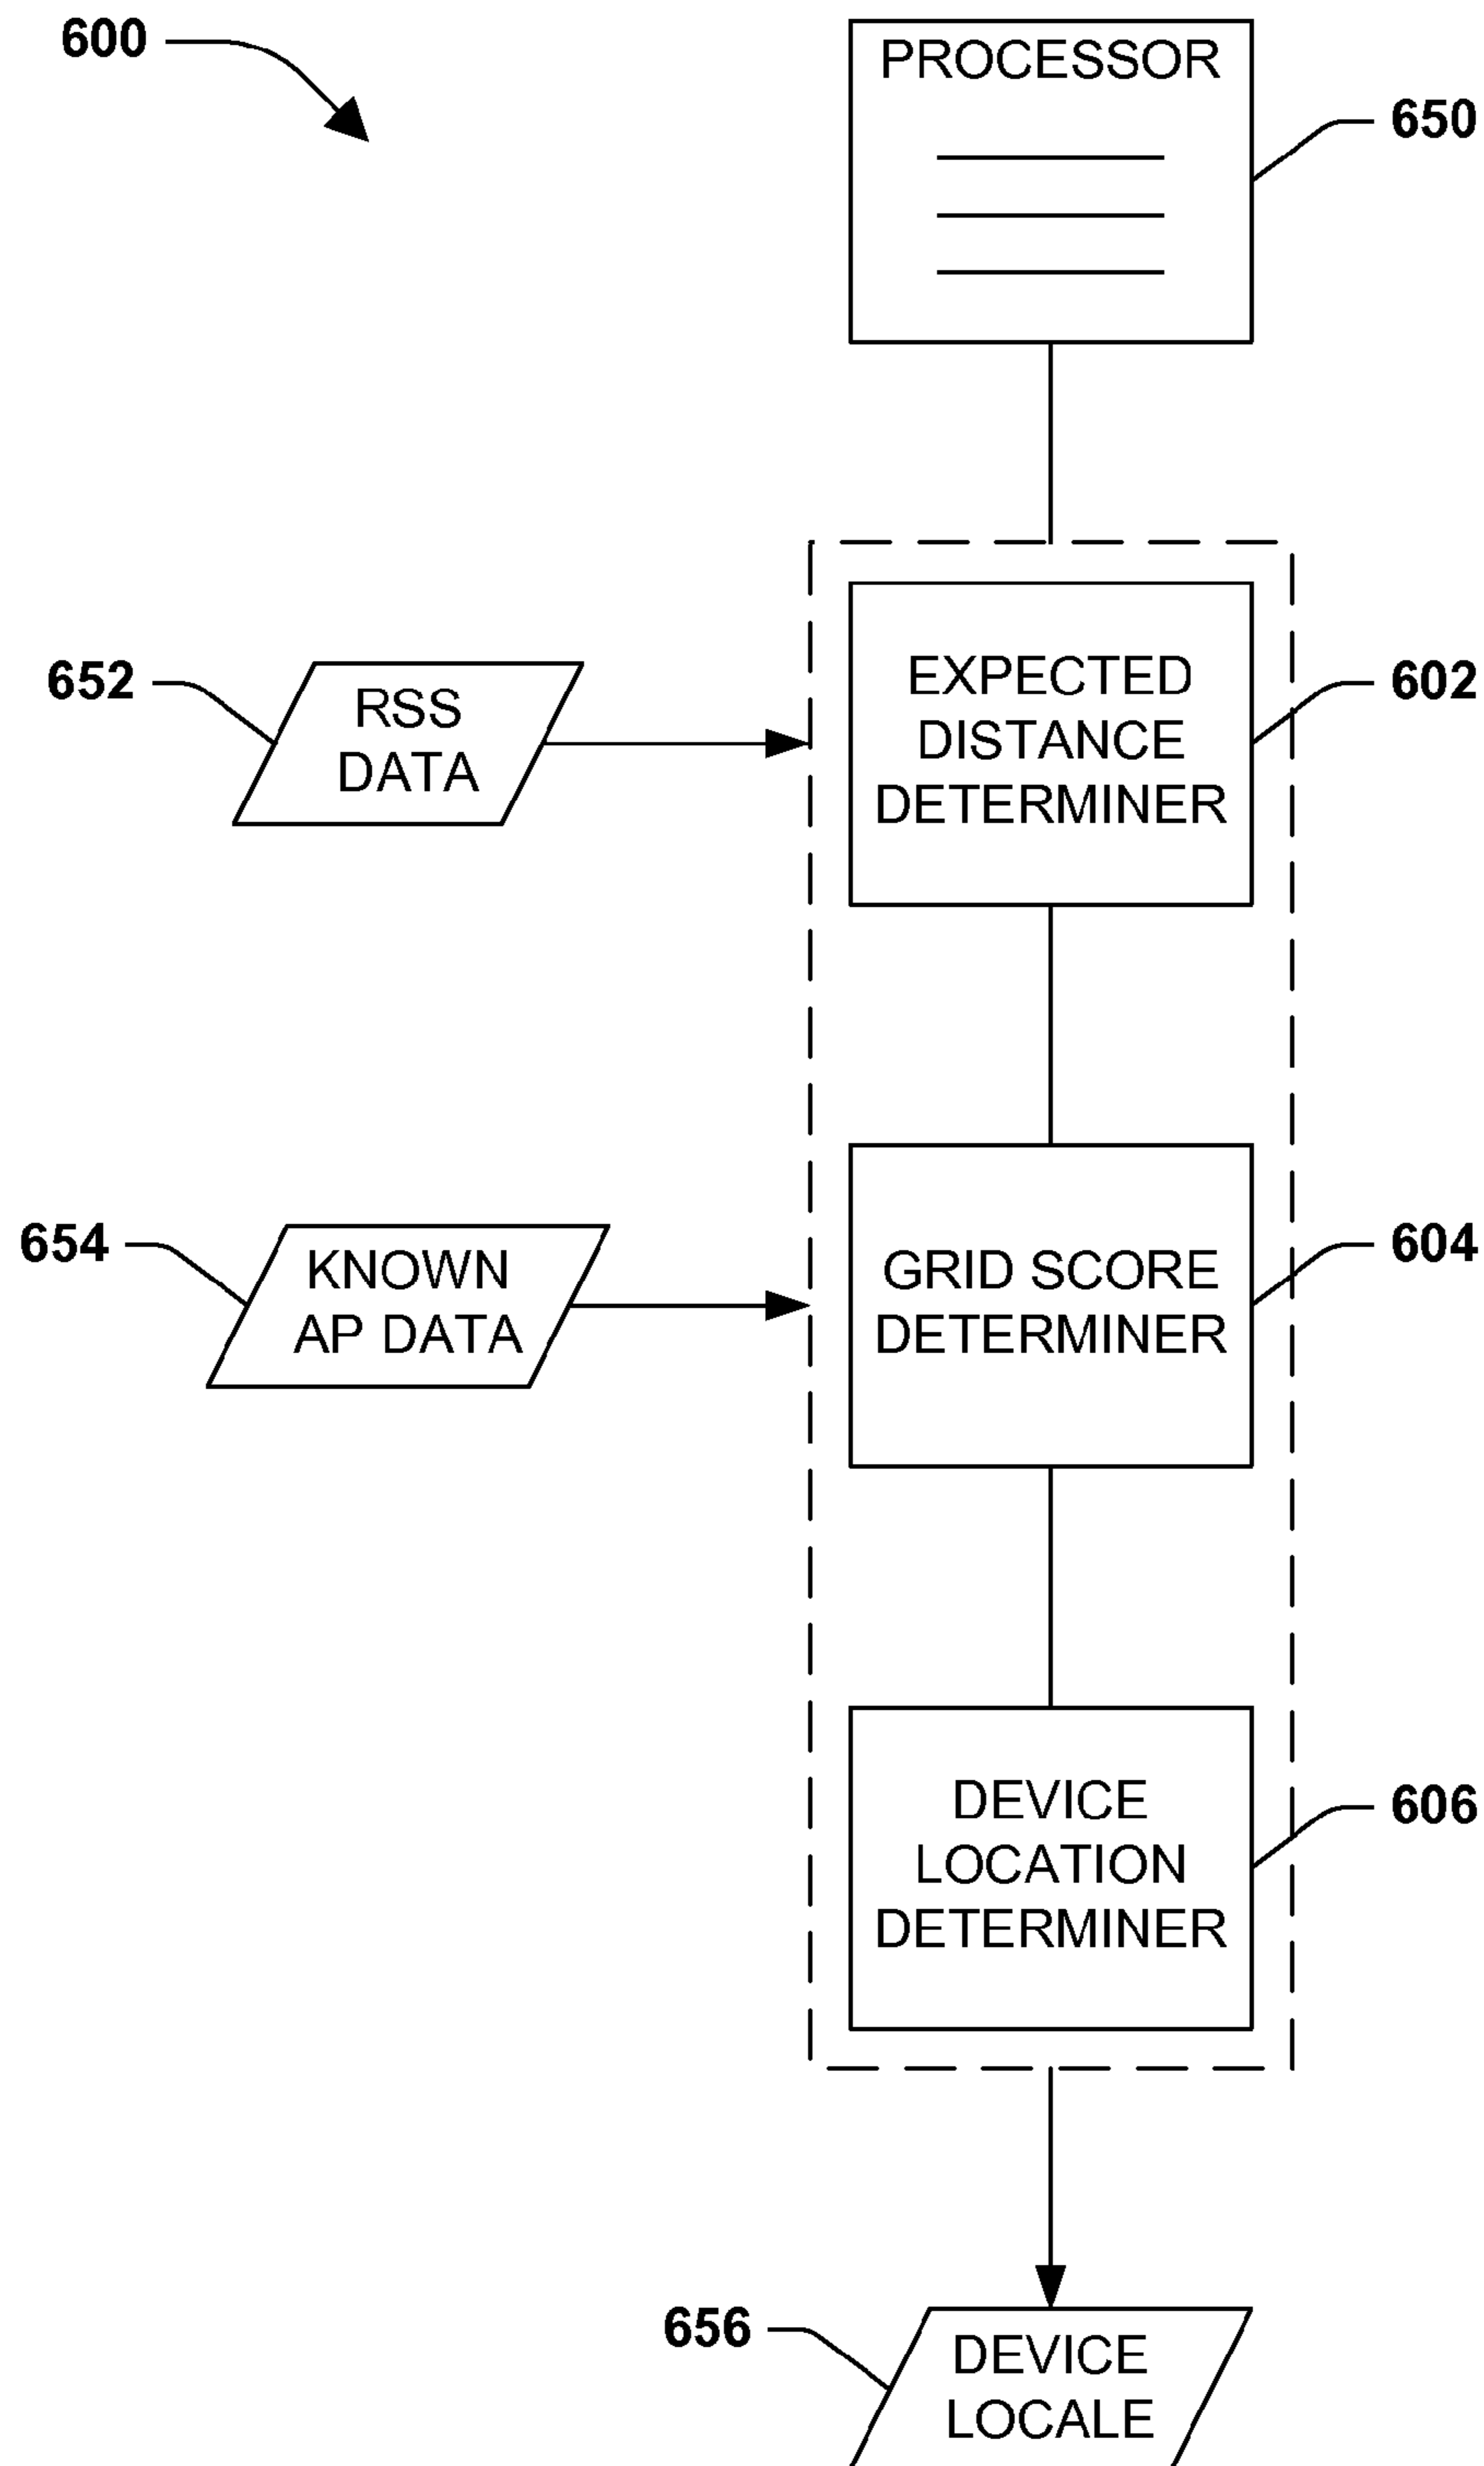 600
PROCESSOR
650
652
RSS
DATA
EXPECTED
DISTANCE
DETERMINER
602
654
KNOWN
AP DATA
GRID SCORE
DETERMINER
604
DEVICE
LOCATION
DETERMINER
606
656
DEVICE
LOCALE